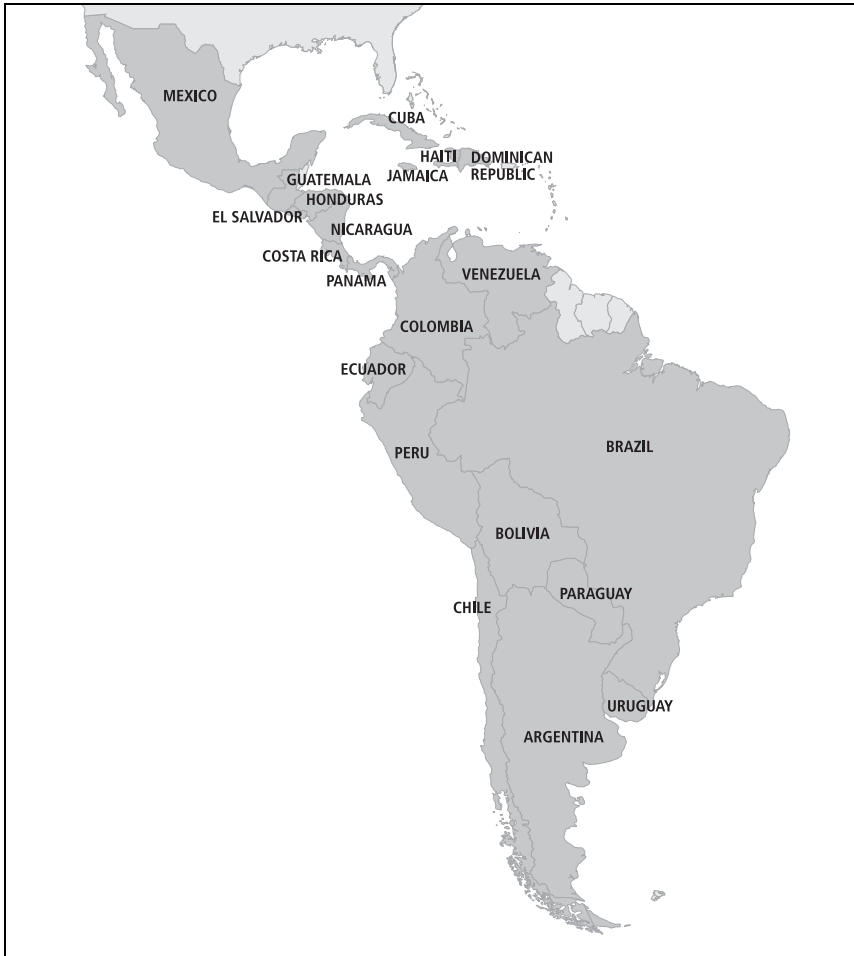 MEXICO
CUBA
HAITI
DOMINICAN
REPUBLIC
JAMAICA
GUATEMALA
HONDURAS
EL SALVADOR
NICARAGUA
COSTA RICA
PANAMA
VENEZUELA
COLOMBIA
ECUADOR
PERU
BRAZIL
BOLIVIA
PARAGUAY
CHILE
URUGUAY
ARGENTINA